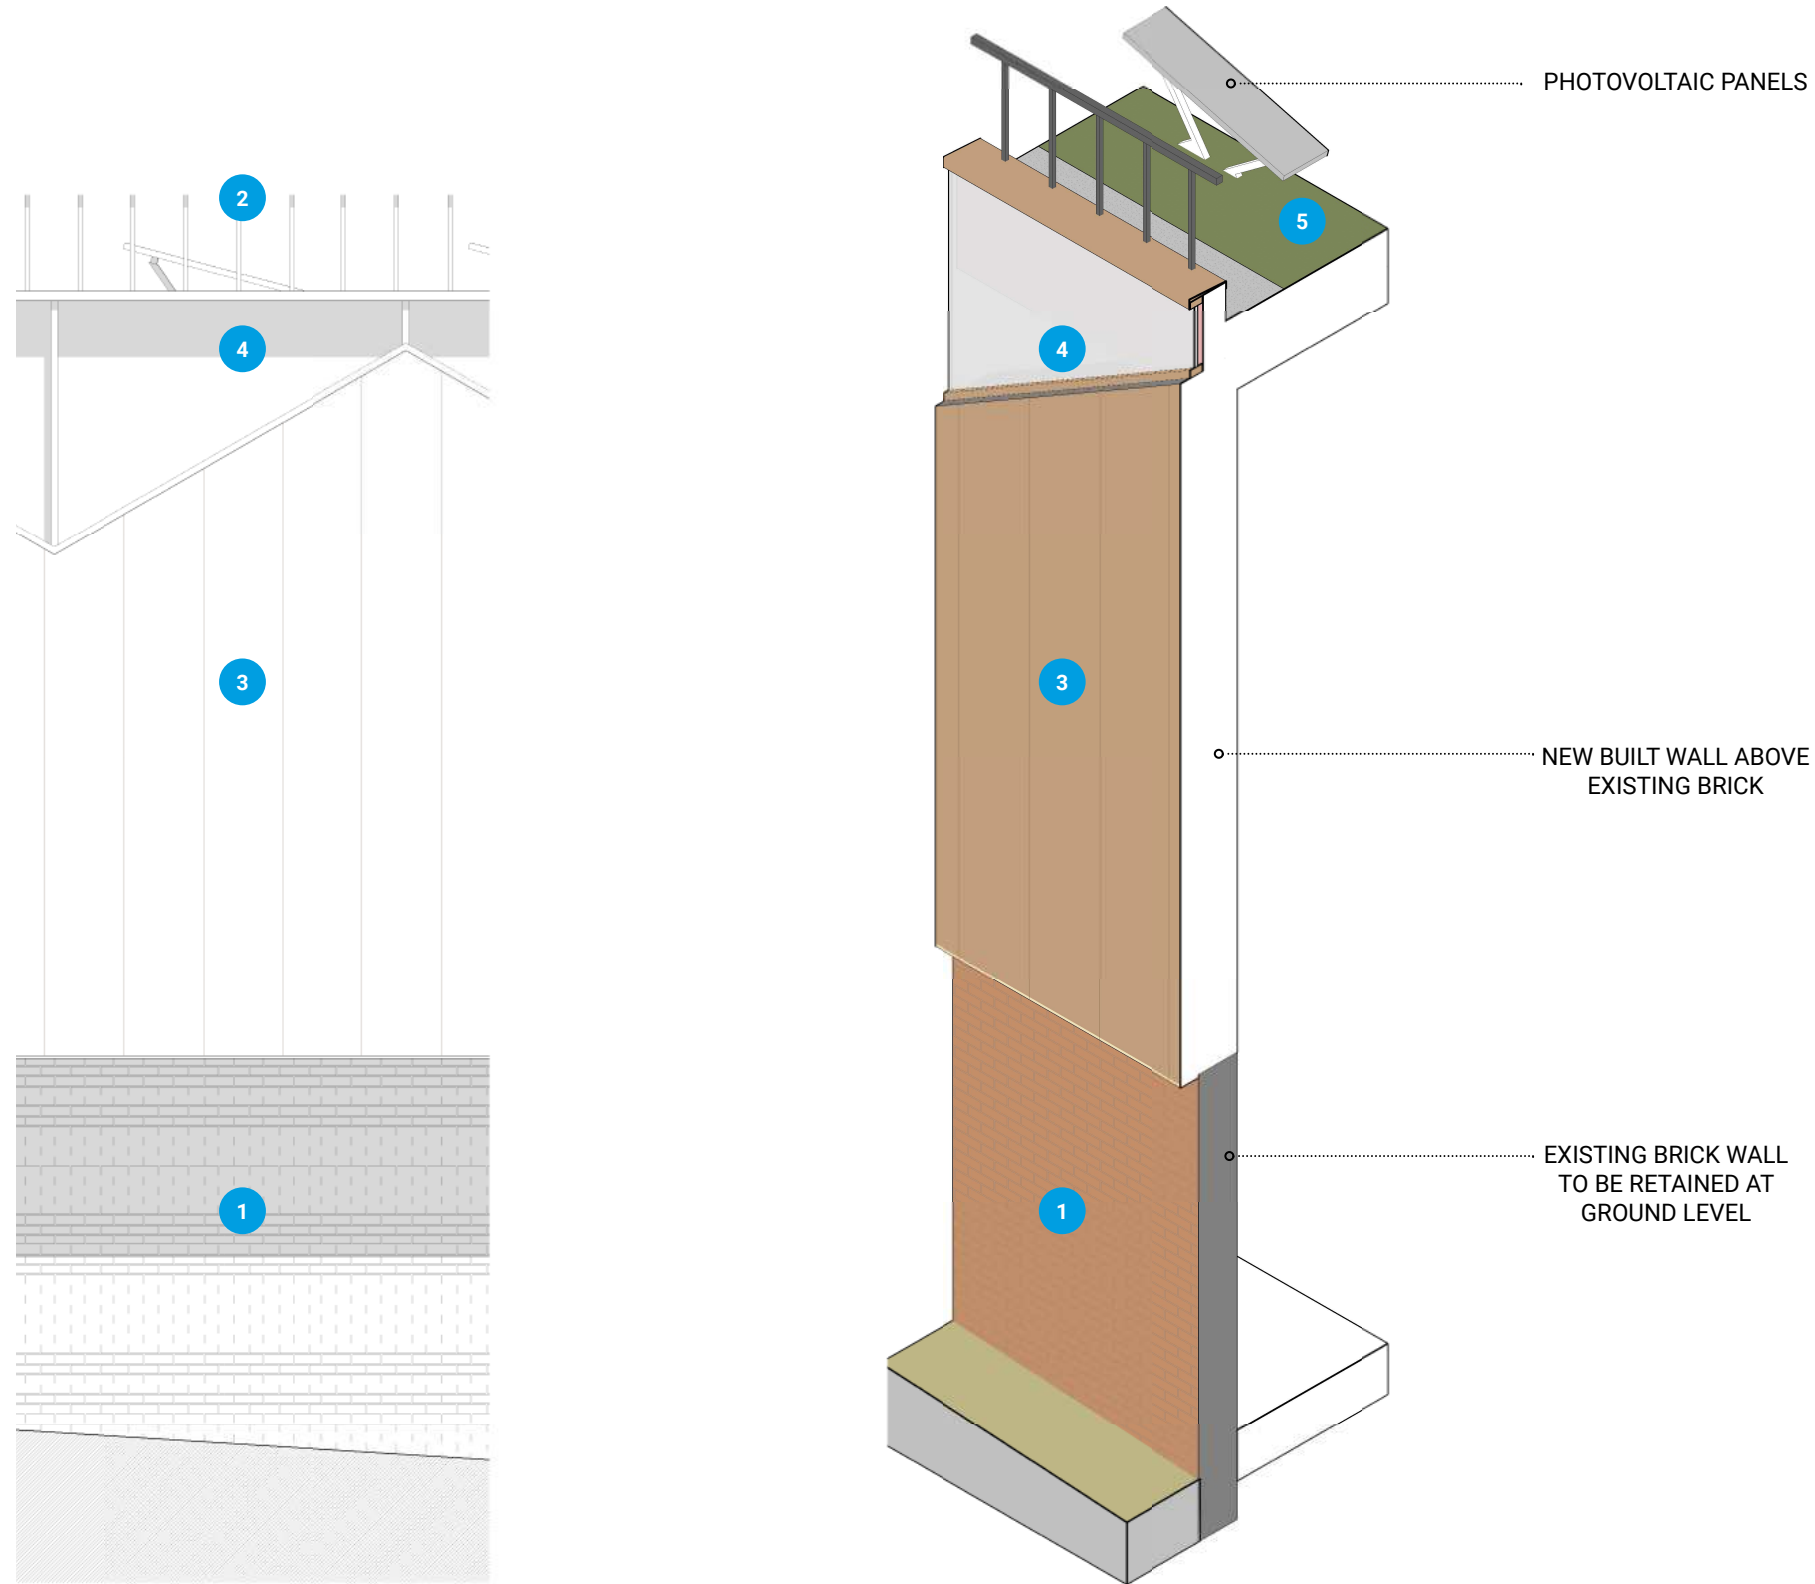 PHOTOVOLTAIC PANELS
2
5
4
4
3
3
NEW BUILT WALL ABOVE
EXISTING BRICK
EXISTING BRICK WALL
TO BE RETAINED AT
GROUND LEVEL
1
1